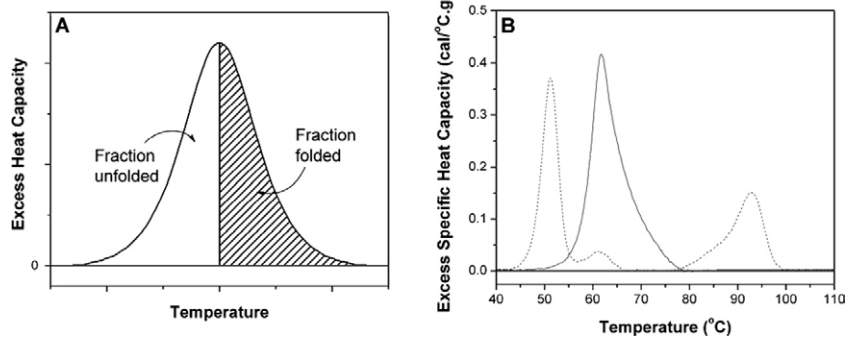 A
Excess Heat Capacity
Fraction
unfolded
Fraction
folded
0
Temperature
B
Excess Specific Heat Capacity (cal/°C.g)
0.5
0.4
0.3
0.2
0.1
0.0
40 50 60 70 80 90 100 110
Temperature (°C)